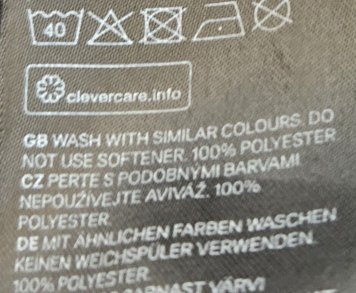 40
clevercare.info
GB WASH WITH SIMILAR COLOURS. DO
NOT USE SOFTENER. 100% POLYESTER
CZ PERTE S PODOBNÝMI BARVAMI.
NEPOUŽÍVEJTE AVIVÁŽ. 100%
POLYESTER
DE MIT ÄHNLICHEN FARBEN WASCHEN.
KEINEN WEICHSPÜLER VERWENDEN.
100% POLYESTER
VÄRVI